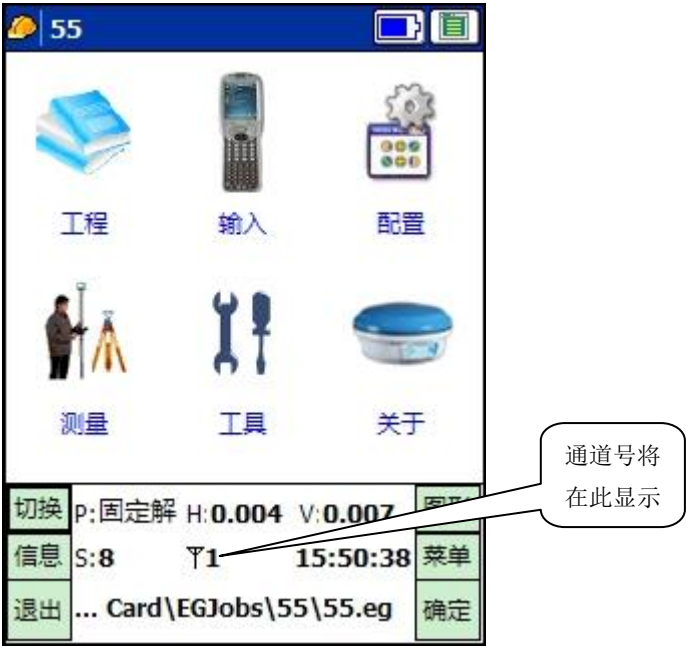 55
工程 输入 配置
测量 工具 关于
通道号将
在此显示
切换 P:固定解 H:0.004 V:0.007 图形
信息 S:8 1 15:50:38 菜单
退出 ... Card\EGJobs\55\55.eg 确定